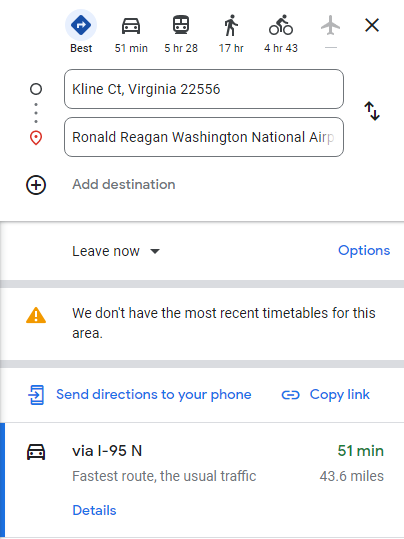 Best
51 min
5 hr 28
17 hr
4 hr 43
—
Kline Ct, Virginia 22556
Ronald Reagan Washington National Airp
Add destination
Leave now
Options
We don't have the most recent timetables for this
area.
Send directions to your phone
Copy link
via I-95 N
51 min
Fastest route, the usual traffic
43.6 miles
Details